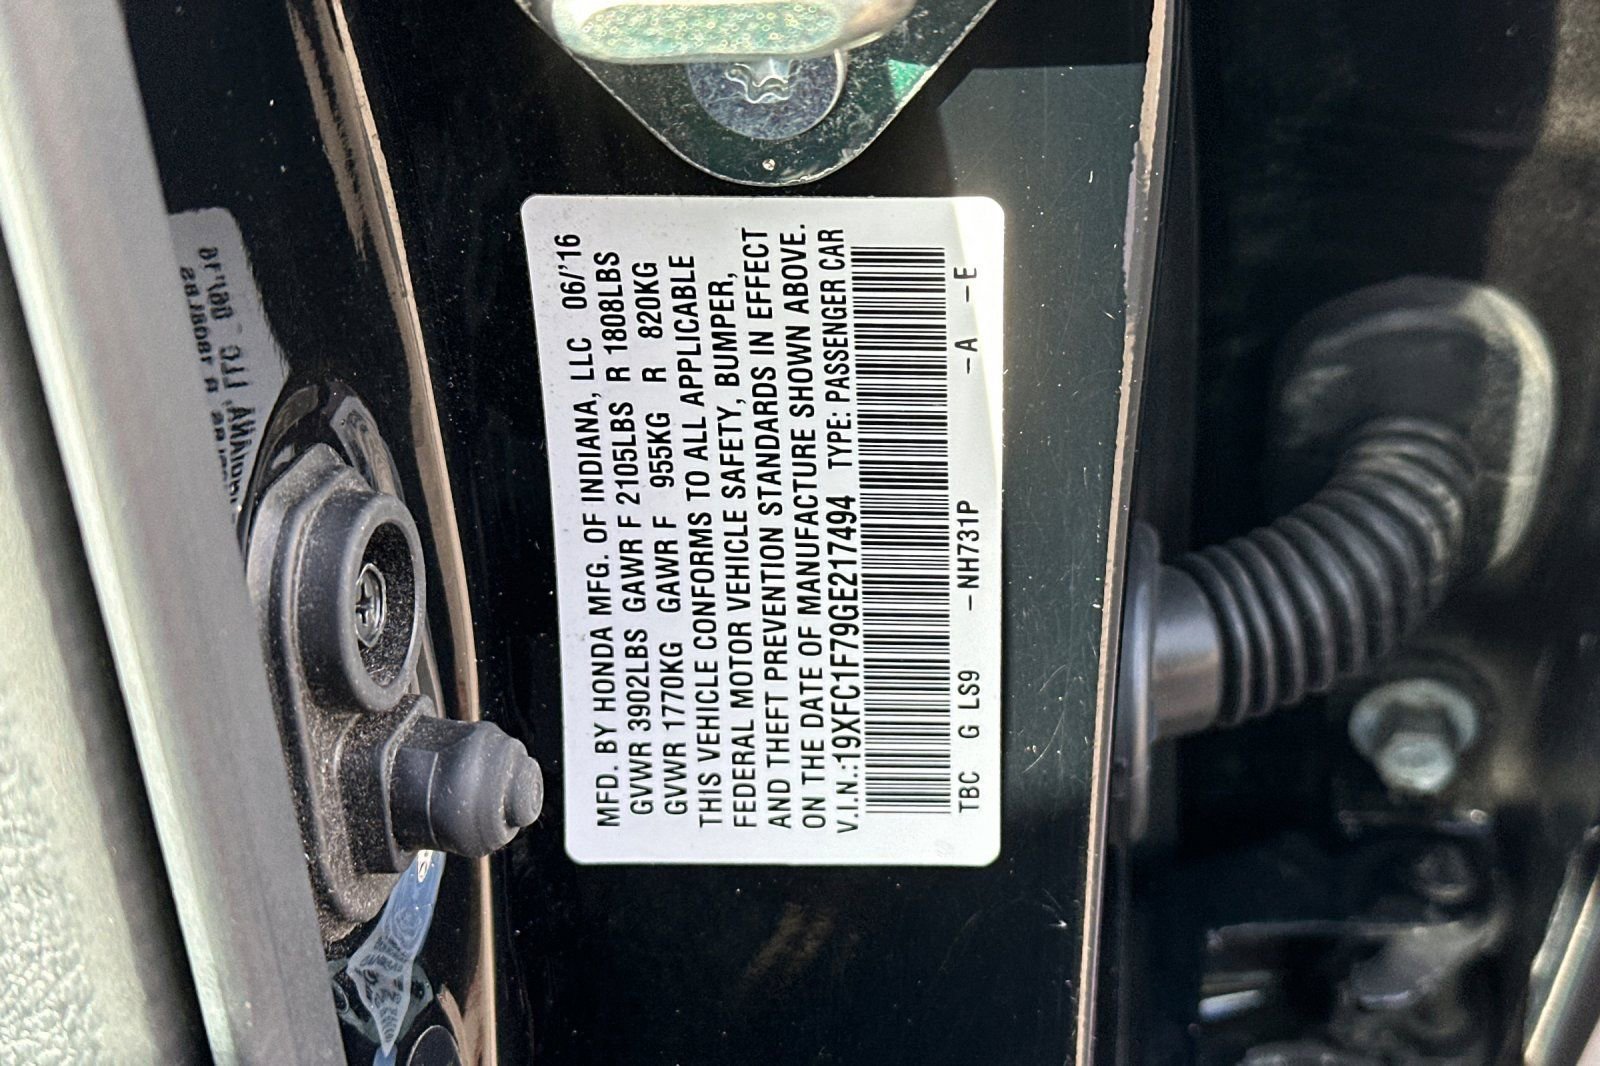 MFD. BY HONDA MFG. OF INDIANA, LLC 06/'16
GVWR 3902LBS GAWR F 2105LBS R 1808LBS
GVWR 1770KG GAWR F 955KG R 820KG
THIS VEHICLE CONFORMS TO ALL APPLICABLE
FEDERAL MOTOR VEHICLE SAFETY, BUMPER,
AND THEFT PREVENTION STANDARDS IN EFFECT
ON THE DATE OF MANUFACTURE SHOWN ABOVE.
V.I.N.:19XFC1F79GE217494 TYPE: PASSENGER CAR
TBC G LS9 -NH731P -A -E